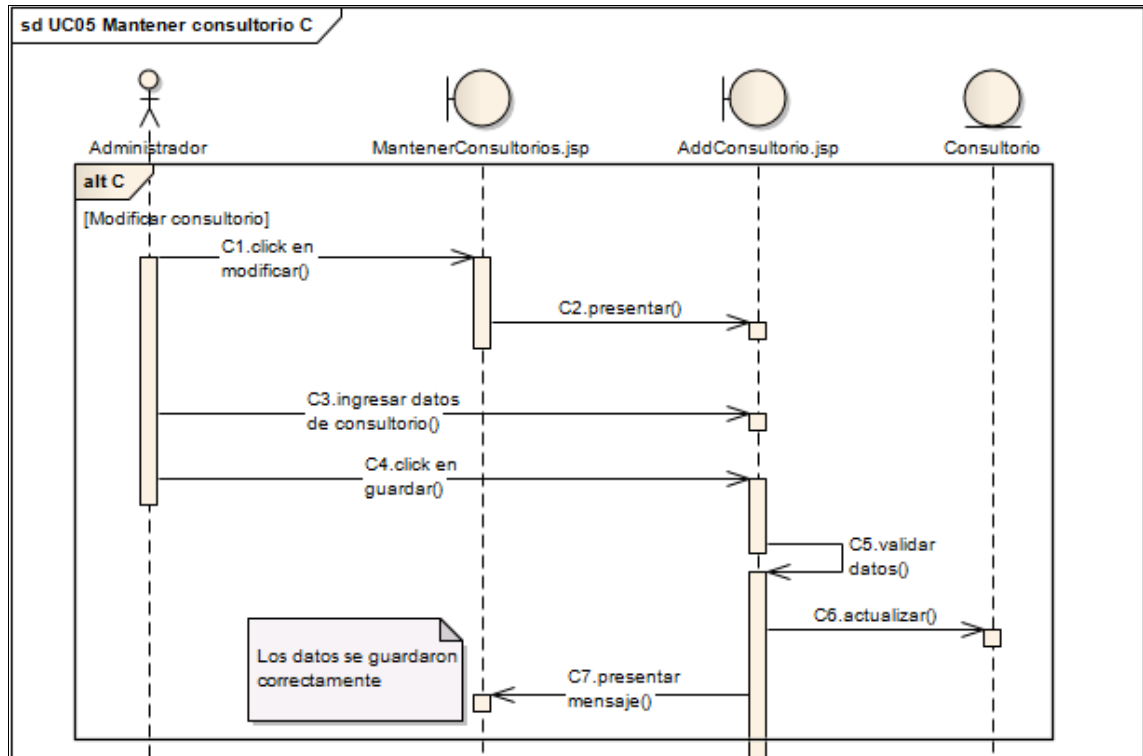 sd UC05 Mantener consultorio C
Administrador
MantenerConsultorios.jsp
AddConsultorio.jsp
Consultorio
alt C
[Modificar consultorio]
C1.click en
modificar()
C2.presentar()
C3.ingresar datos
de consultorio()
C4.click en
guardar()
C5.validar
datos()
C6.actualizar()
Los datos se guardaron
correctamente
C7.presentar
mensaje()